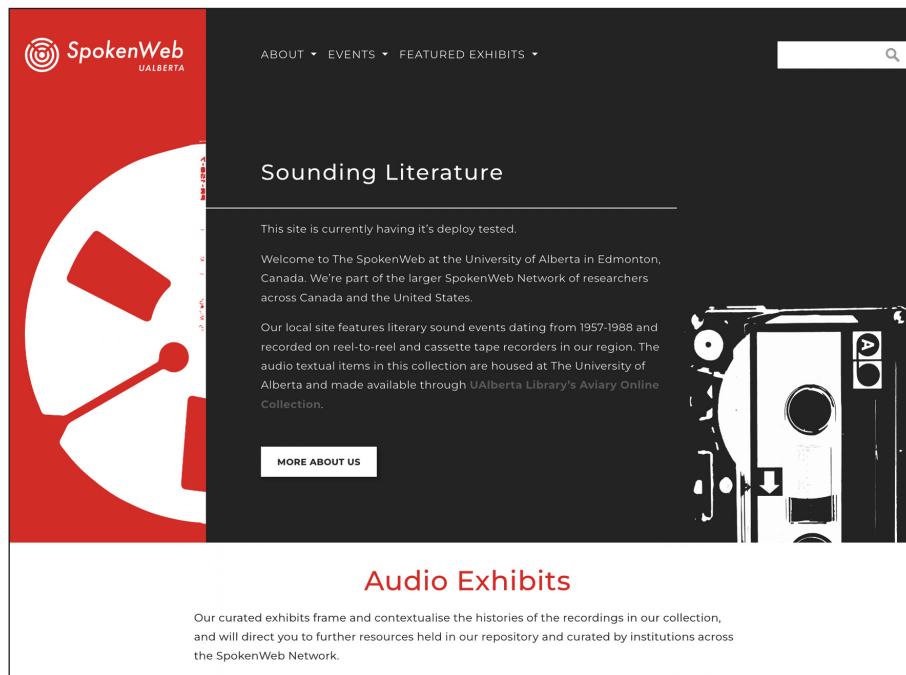 SpokenWeb
UALBERTA
ABOUT EVENTS FEATURED EXHIBITS
Sounding Literature
This site is currently having it’s deploy tested.
Welcome to The SpokenWeb at the University of Alberta in Edmonton,
Canada. We’re part of the larger SpokenWeb Network of researchers
across Canada and the United States.
Our local site features literary sound events dating from 1957-1988 and
recorded on reel-to-reel and cassette tape recorders in our region. The
audio textual items in this collection are housed at The University of
Alberta and made available through UAlberta Library’s Aviary Online
Collection.
MORE ABOUT US
A
Audio Exhibits
Our curated exhibits frame and contextualise the histories of the recordings in our collection,
and will direct you to further resources held in our repository and curated by institutions across
the SpokenWeb Network.